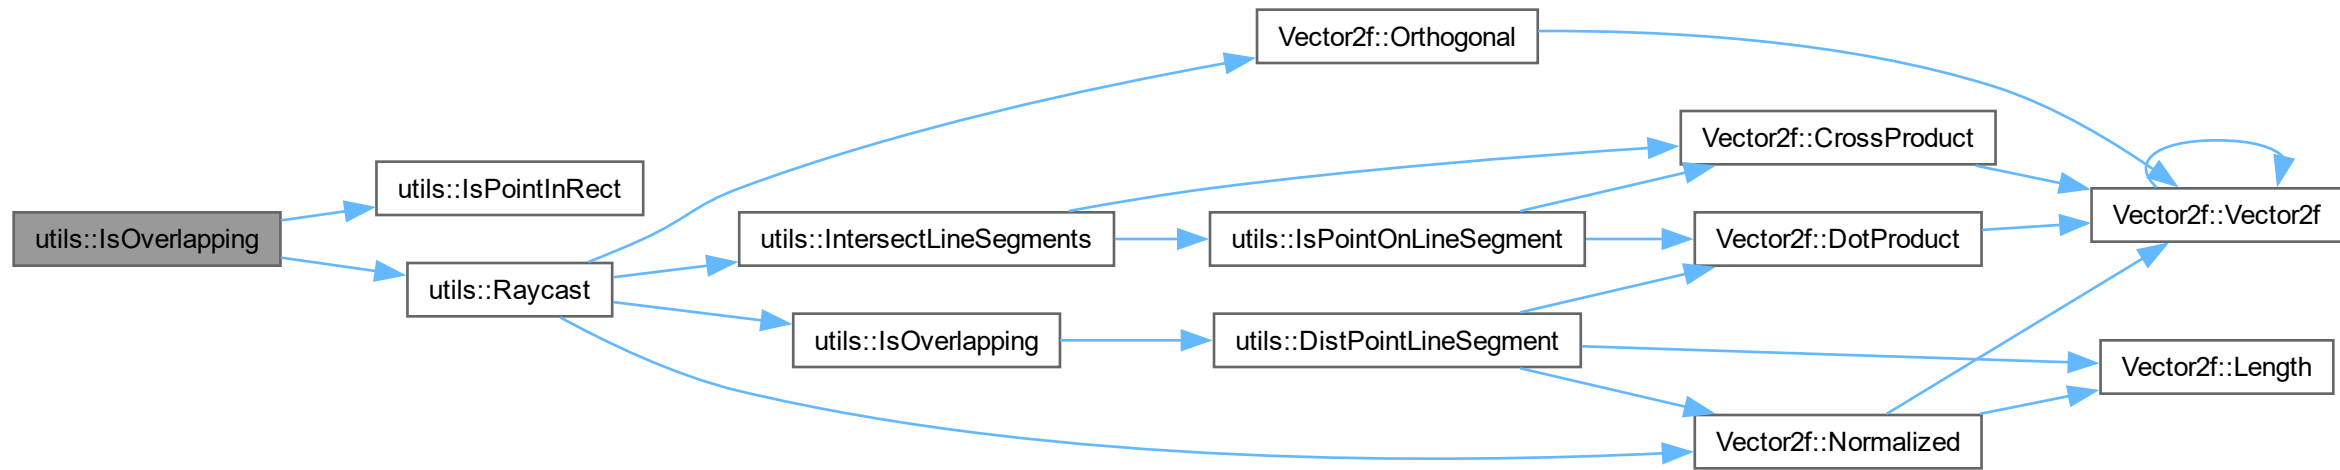 utils::IsOverlapping
utils::IsPointInRect
utils::Raycast
Vector2f::Orthogonal
utils::IntersectLineSegments
utils::IsOverlapping
utils::IsPointOnLineSegment
utils::DistPointLineSegment
Vector2f::CrossProduct
Vector2f::DotProduct
Vector2f::Normalized
Vector2f::Vector2f
Vector2f::Length